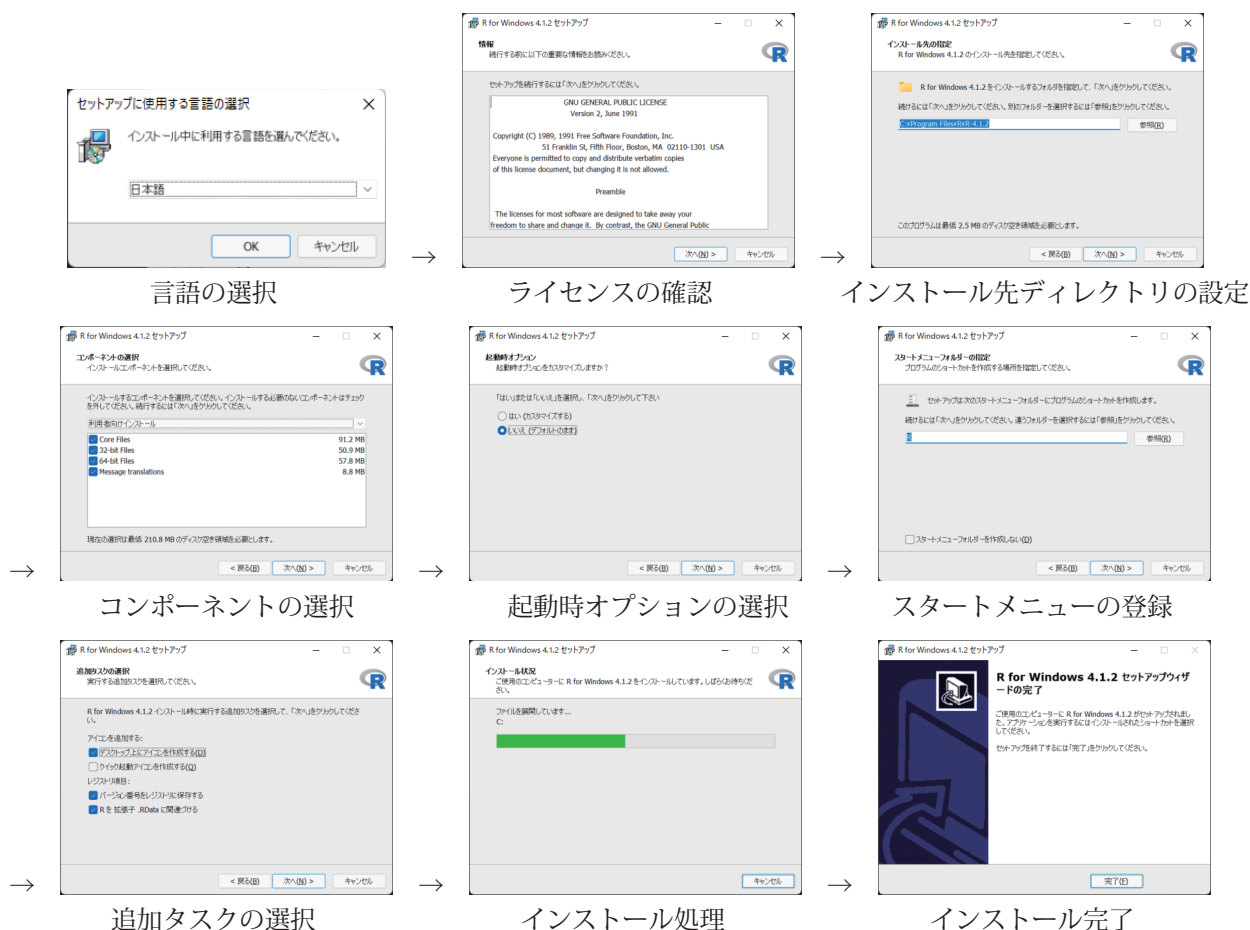 セットアップに使用する言語の選択
インストール中に利用する言語を選んでください。
日本語
OK キャンセル
→
言語の選択
R for Windows 4.1.2 セットアップ
情報
続行する前に以下の重要な情報をお読みください。
セットアップを続行するには「次へ」をクリックしてください。
GNU GENERAL PUBLIC LICENSE
Version 2, June 1991
Copyright (C) 1989, 1991 Free Software Foundation, Inc.
51 Franklin St, Fifth Floor, Boston, MA 02110-1301 USA
Everyone is permitted to copy and distribute verbatim copies
of this license document, but changing it is not allowed.
Preamble
The licenses for most software are designed to take away your
freedom to share and change it. By contrast, the GNU General Public
次へ(N) > キャンセル
→
ライセンスの確認
R for Windows 4.1.2 セットアップ
インストール先の指定
R for Windows 4.1.2 のインストール先を指定してください。
R for Windows 4.1.2 をインストールするフォルダを指定して、「次へ」をクリックしてください。
続けるには「次へ」をクリックしてください。別のフォルダーを選択するには「参照」をクリックしてください。
C:¥Program Files¥R¥R-4.1.2 参照(R)
このプログラムは最低 2.5 MB のディスク空き領域を必要とします。
< 戻る(B) 次へ(N) > キャンセル
インストール先ディレクトリの設定
→
R for Windows 4.1.2 セットアップ
コンポーネントの選択
インストールコンポーネントを選択してください。
インストールするコンポーネントを選択してください。インストールする必要のないコンポーネントはチェック
を外してください。続行するには「次へ」をクリックしてください。
利用者向けインストール
Core Files 91.2 MB
32-bit Files 50.9 MB
64-bit Files 57.8 MB
Message translations 8.8 MB
現在の選択は最低 210.8 MB のディスク空き領域を必要とします。
< 戻る(B) 次へ(N) > キャンセル
→
コンポーネントの選択
R for Windows 4.1.2 セットアップ
起動時オプション
起動時オプションをカスタマイズしますか？
「はい」または「いいえ」を選択し、「次へ」をクリックして下さい
はい (カスタマイズする)
いいえ (デフォルトのまま)
< 戻る(B) 次へ(N) > キャンセル
→
起動時オプションの選択
R for Windows 4.1.2 セットアップ
スタートメニューフォルダーの指定
プログラムのショートカットを作成する場所を指定してください。
セットアップは次のスタートメニューフォルダーにプログラムのショートカットを作成します。
続けるには「次へ」をクリックしてください。違うフォルダーを選択するには「参照」をクリックしてください。
R 参照(R)
スタートメニューフォルダーを作成しない(D)
< 戻る(B) 次へ(N) > キャンセル
スタートメニューの登録
→
R for Windows 4.1.2 セットアップ
追加タスクの選択
実行する追加タスクを選択してください。
R for Windows 4.1.2 インストール時に実行する追加タスクを選択して、「次へ」をクリックしてくださ
い。
アイコンを追加する:
デスクトップ上にアイコンを作成する(D)
クイック起動アイコンを作成する(Q)
レジストリ項目:
バージョン番号をレジストリに保存する
R を 拡張子 .RData に関連づける
< 戻る(B) 次へ(N) > キャンセル
→
追加タスクの選択
R for Windows 4.1.2 セットアップ
インストール状況
ご使用のコンピューターに R for Windows 4.1.2 をインストールしています。しばらくお待ちくだ
さい。
ファイルを展開しています...
C:
キャンセル
→
インストール処理
R for Windows 4.1.2 セットアップ
R for Windows 4.1.2 セットアップウィザ
ードの完了
ご使用のコンピューターに R for Windows 4.1.2 がセットアップされまし
た。アプリケーションを実行するにはインストールされたショートカットを選択
してください。
セットアップを終了するには「完了」をクリックしてください。
完了(F)
インストール完了